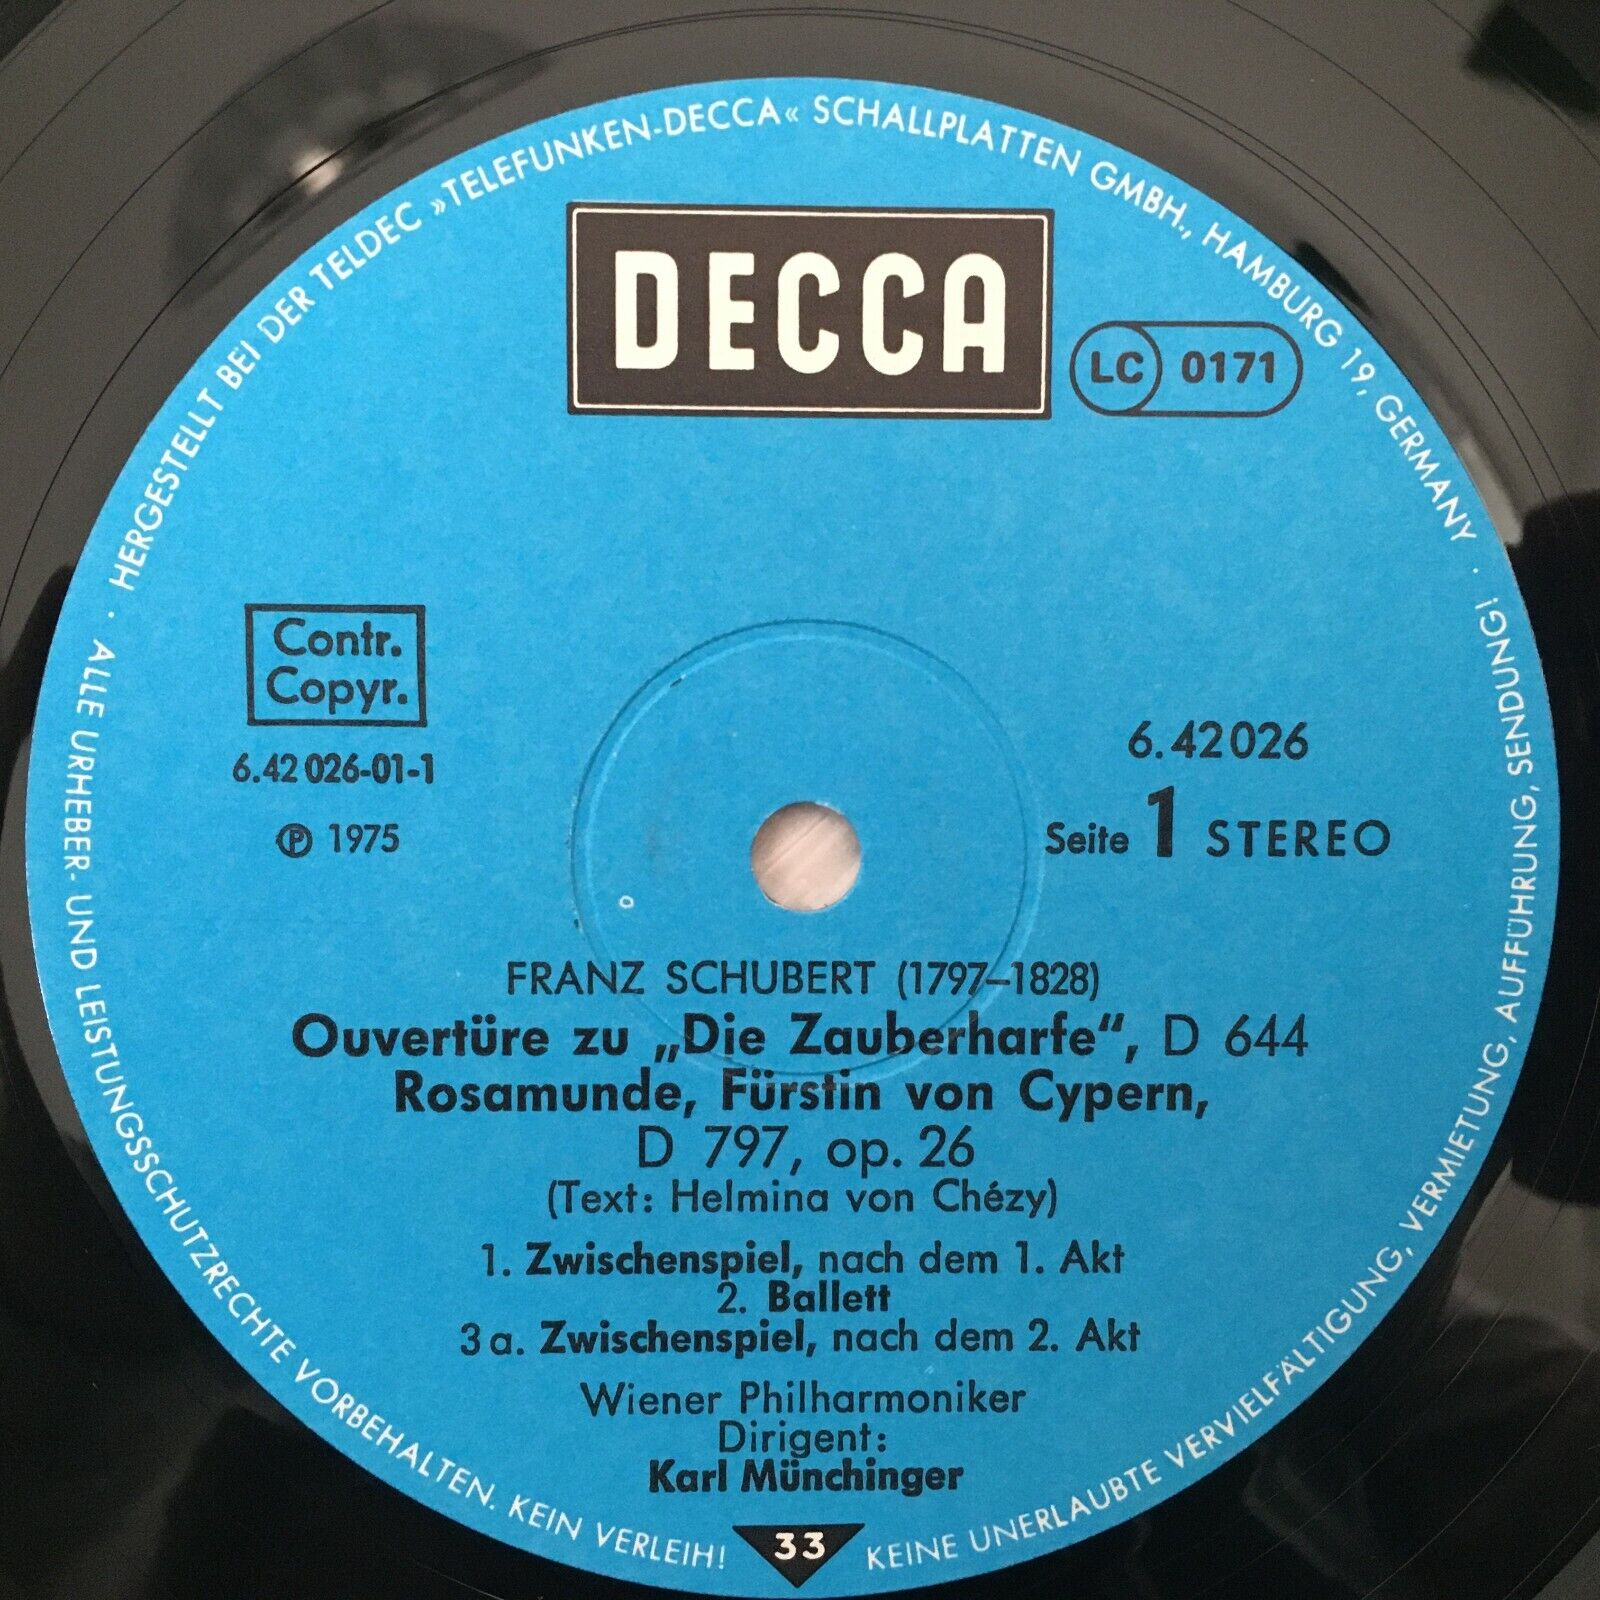 HERGESTELLT BEI DER TELDEC »TELEFUNKEN-DECCA« SCHALLPLATTEN GMBH., HAMBURG 19, GERMANY ·
DECCA
LC 0171
Contr.
Copyr.
6.42 026-01-1
℗ 1975
6.42026
Seite 1 STEREO
FRANZ SCHUBERT (1797–1828)
Ouvertüre zu „Die Zauberharfe“, D 644
Rosamunde, Fürstin von Cypern,
D 797, op. 26
(Text: Helmina von Chézy)
1. Zwischenspiel, nach dem 1. Akt
2. Ballett
3 a. Zwischenspiel, nach dem 2. Akt
Wiener Philharmoniker
Dirigent:
Karl Münchinger
33
· ALLE URHEBER- UND LEISTUNGSSCHUTZRECHTE VORBEHALTEN. KEIN VERLEIH! KEINE UNERLAUBTE VERVIELFÄLTIGUNG, VERMIETUNG, AUFFÜHRUNG, SENDUNG!